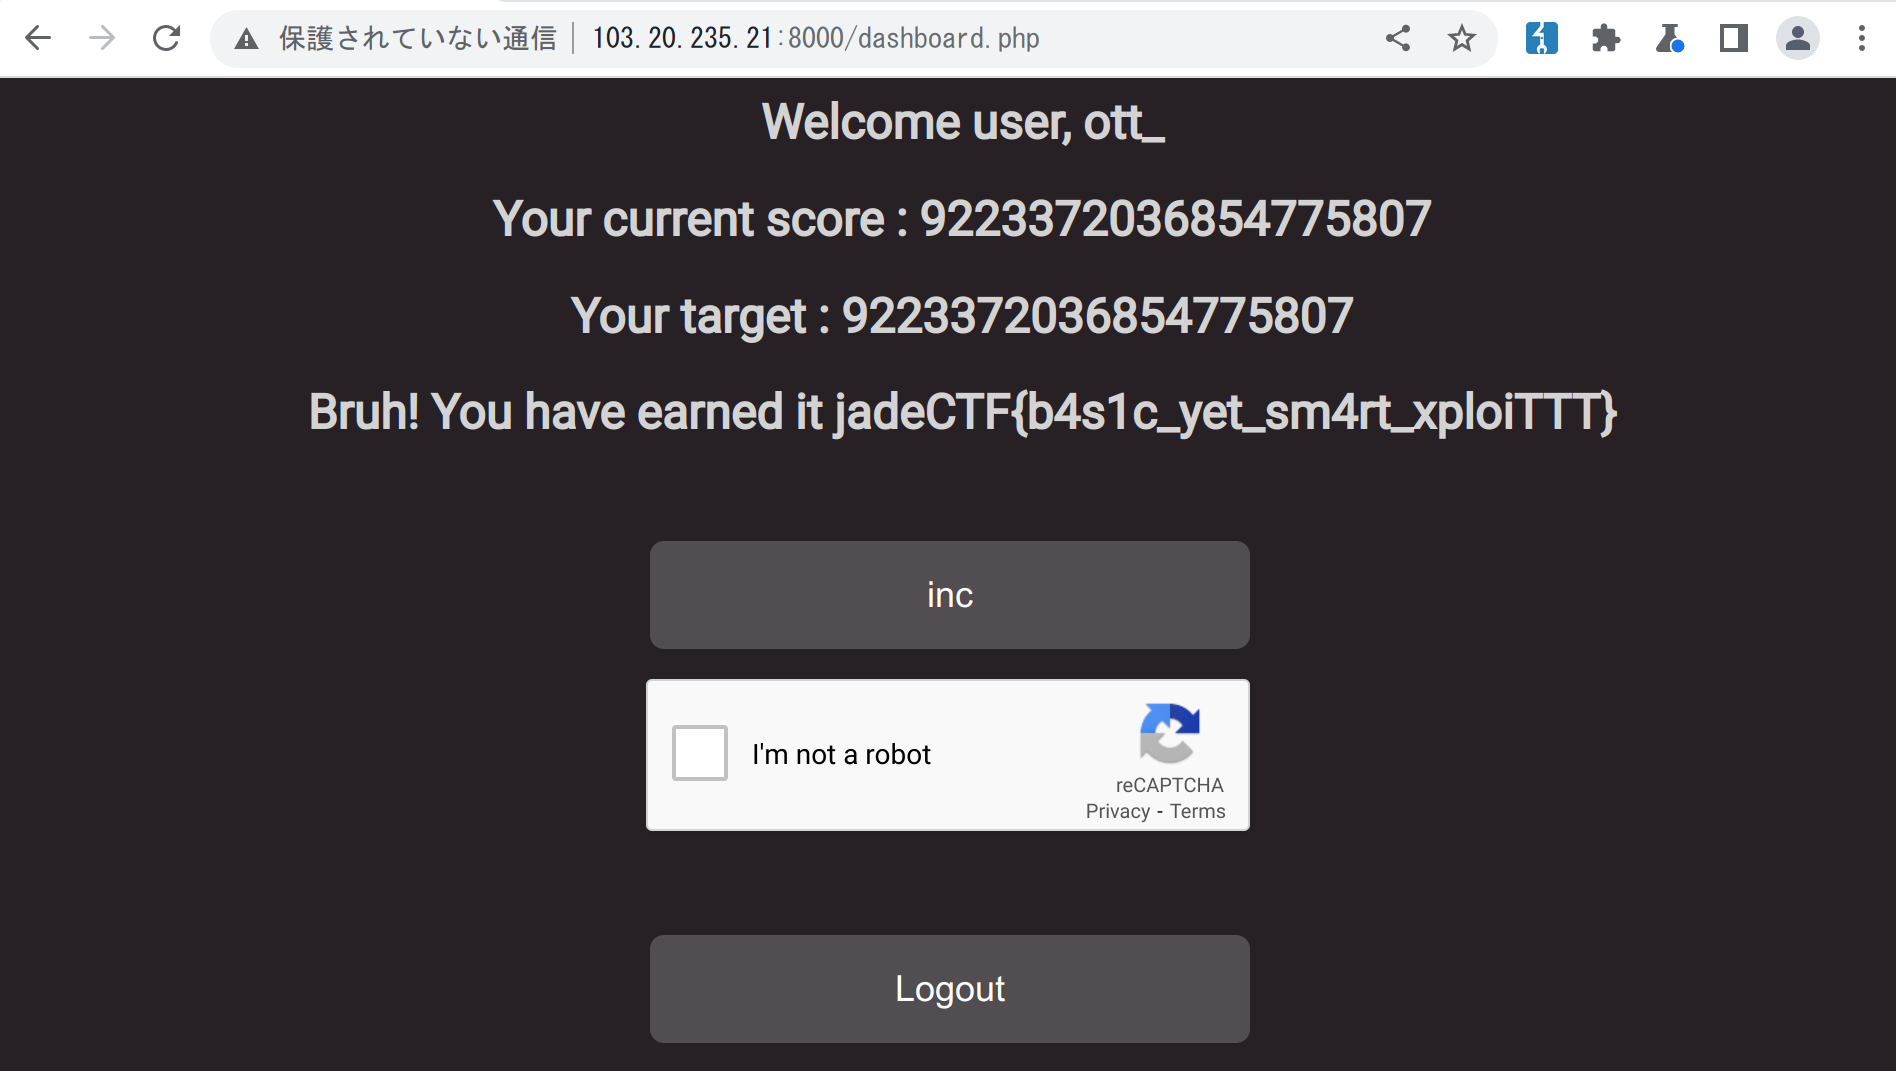 保護されていない通信 103.20.235.21:8000/dashboard.php
Welcome user, ott_
Your current score : 9223372036854775807
Your target : 9223372036854775807
Bruh! You have earned it jadeCTF{b4s1c_yet_sm4rt_xploiTTT}
inc
I'm not a robot
reCAPTCHA
Privacy - Terms
Logout